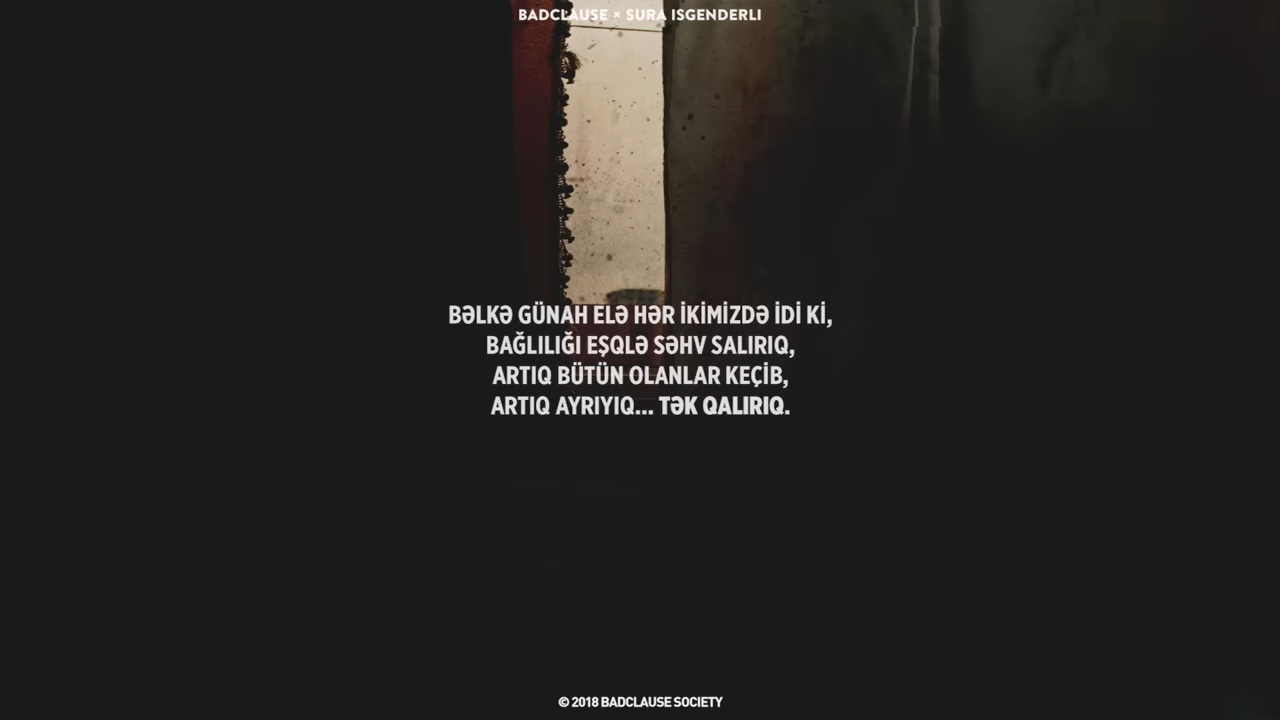 BADCLAUSE × SURA ISGENDERLI
BƏLKƏ GÜNAH ELƏ HƏR İKİMİZDƏ İDİ Kİ,
BAĞLILIĞI EŞQLƏ SƏHV SALIRIQ,
ARTIQ BÜTÜN OLANLAR KEÇİB,
ARTIQ AYRIYIQ... TƏK QALIRIQ.
© 2018 BADCLAUSE SOCIETY